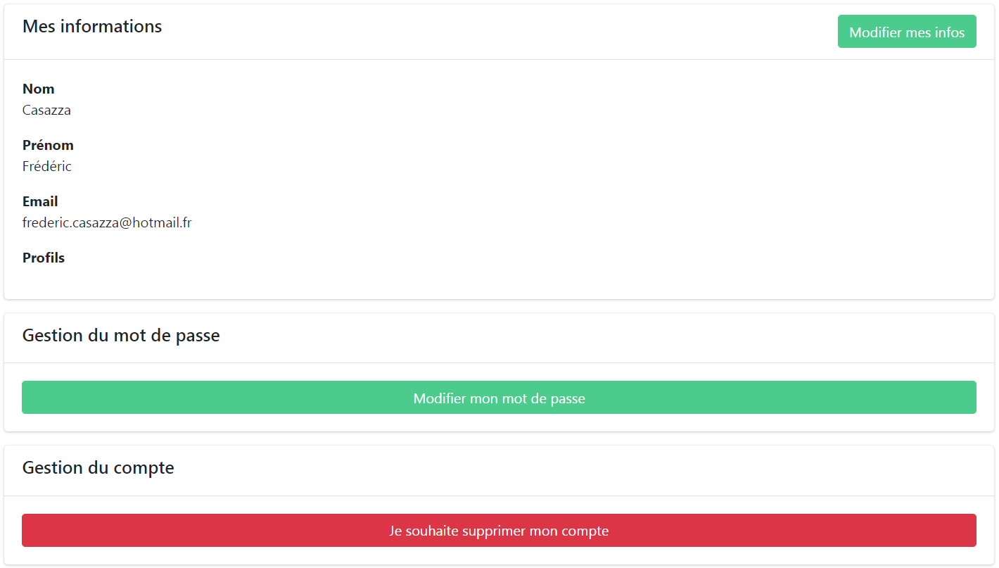 Mes informations
Modifier mes infos
Nom
Casazza
Prénom
Frédéric
Email
frederic.casazza@hotmail.fr
Profils
Gestion du mot de passe
Modifier mon mot de passe
Gestion du compte
Je souhaite supprimer mon compte